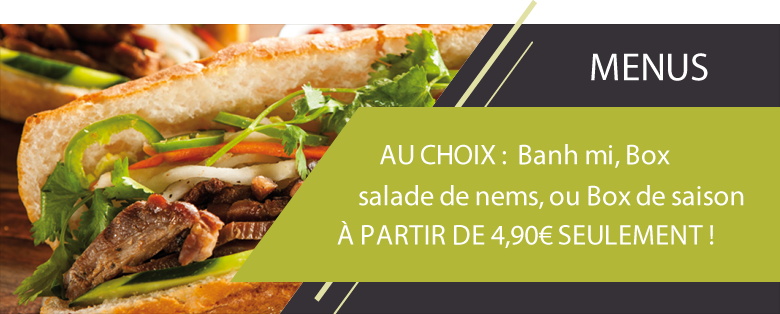 MENUS
AU CHOIX : Banh mi, Box
salade de nems, ou Box de saison
À PARTIR DE 4,90€ SEULEMENT !